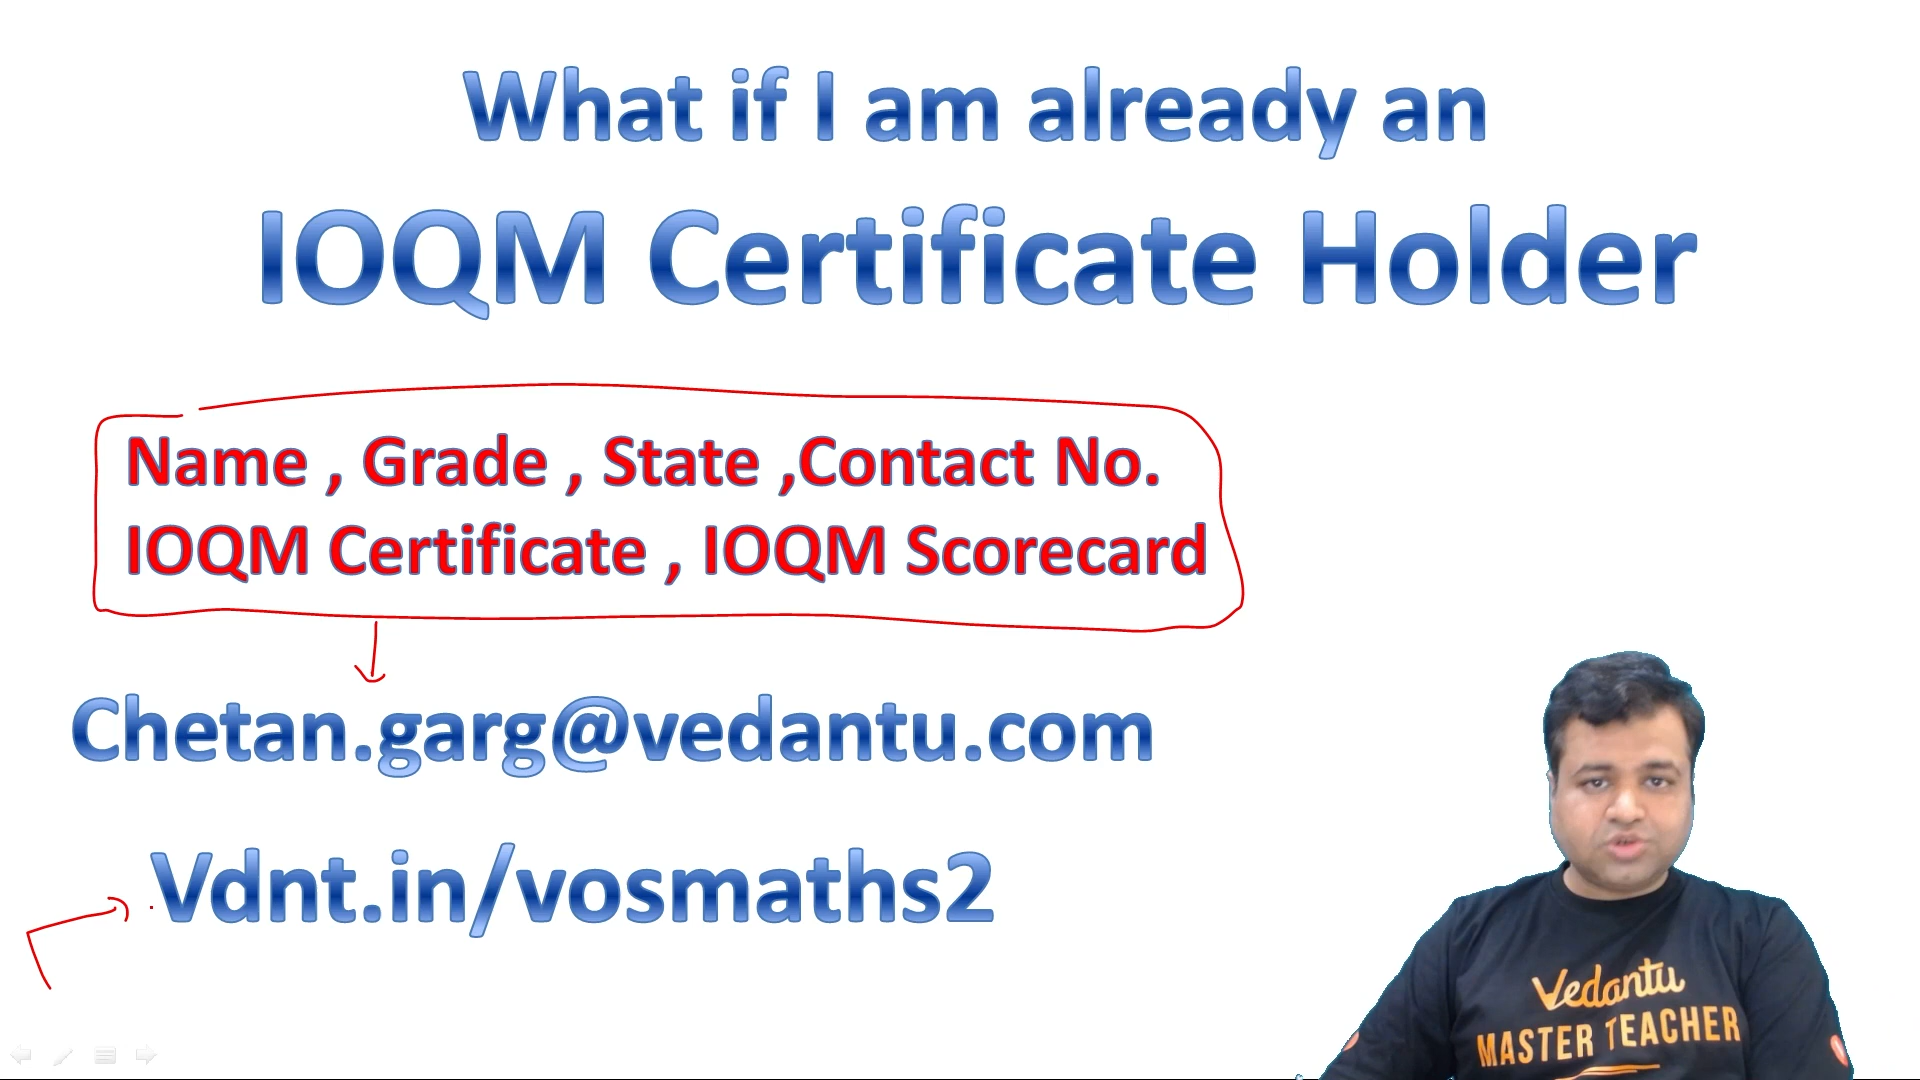 What if I am already an
IOQM Certificate Holder
Name , Grade , State ,Contact No.
IOQM Certificate , IOQM Scorecard
Chetan.garg@vedantu.com
Vdnt.in/vosmaths2
Vedantu
MASTER TEACHER